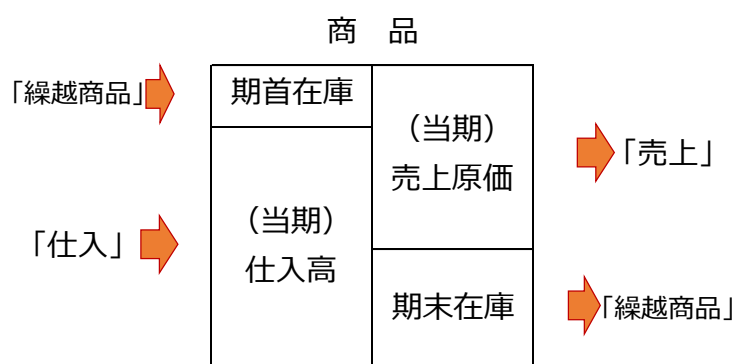 商　品
「繰越商品」
期首在庫
（当期）
売上原価
「売上」
「仕入」
（当期）
仕入高
期末在庫
「繰越商品」